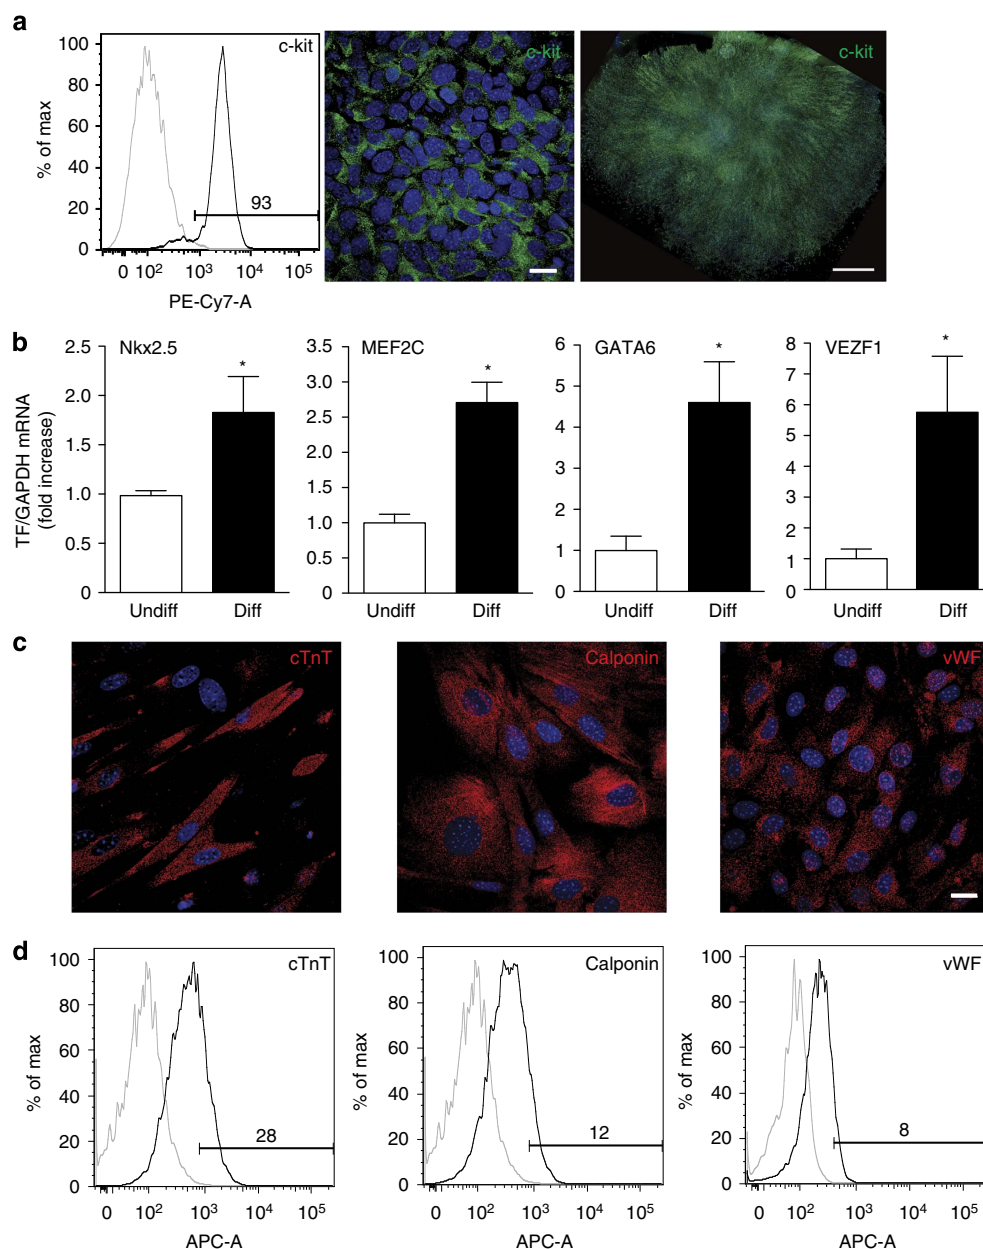 a
c-kit
c-kit
c-kit
100
80
60
40
20
0
% of max
93
0 10² 10³ 10⁴ 10⁵
PE-Cy7-A
b
TF/GAPDH mRNA
(fold increase)
Nkx2.5
2.5
2.0
1.5
1.0
0.5
0
*
Undiff Diff
MEF2C
3.5
3.0
2.5
2.0
1.5
1.0
0.5
0
*
Undiff Diff
GATA6
6
5
4
3
2
1
0
*
Undiff Diff
VEZF1
8
7
6
5
4
3
2
1
0
*
Undiff Diff
c
cTnT
Calponin
vWF
d
cTnT
100
80
60
40
20
0
% of max
28
0 10² 10³ 10⁴ 10⁵
APC-A
Calponin
100
80
60
40
20
0
% of max
12
0 10² 10³ 10⁴ 10⁵
APC-A
vWF
100
80
60
40
20
0
% of max
8
0 10² 10³ 10⁴ 10⁵
APC-A